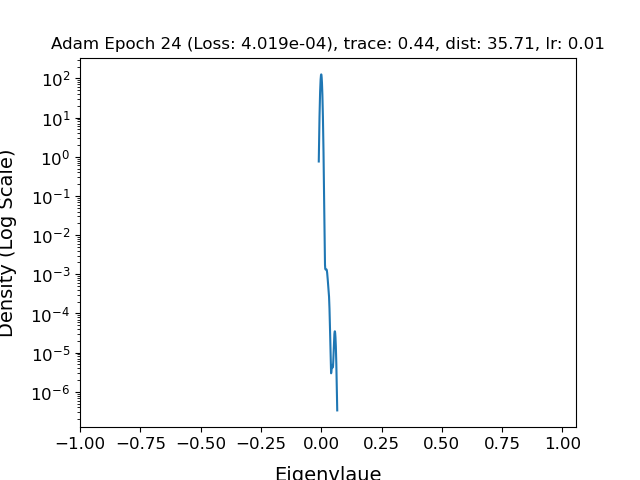 Adam Epoch 24 (Loss: 4.019e-04), trace: 0.44, dist: 35.71, lr: 0.01
Density (Log Scale)
10²
10¹
10⁰
10⁻¹
10⁻²
10⁻³
10⁻⁴
10⁻⁵
10⁻⁶
−1.00 −0.75 −0.50 −0.25 0.00 0.25 0.50 0.75 1.00
Eigenvlaue